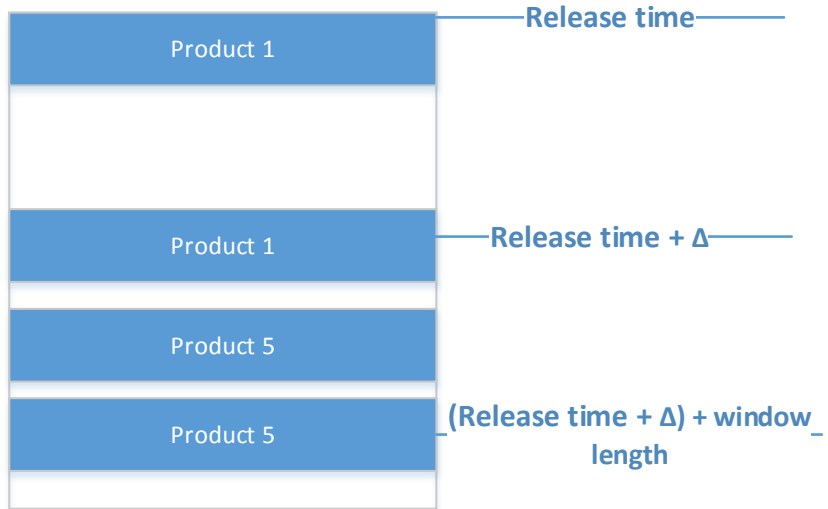 Release time
Product 1
Product 1
Release time + Δ
Product 5
Product 5
(Release time + Δ) + window
length